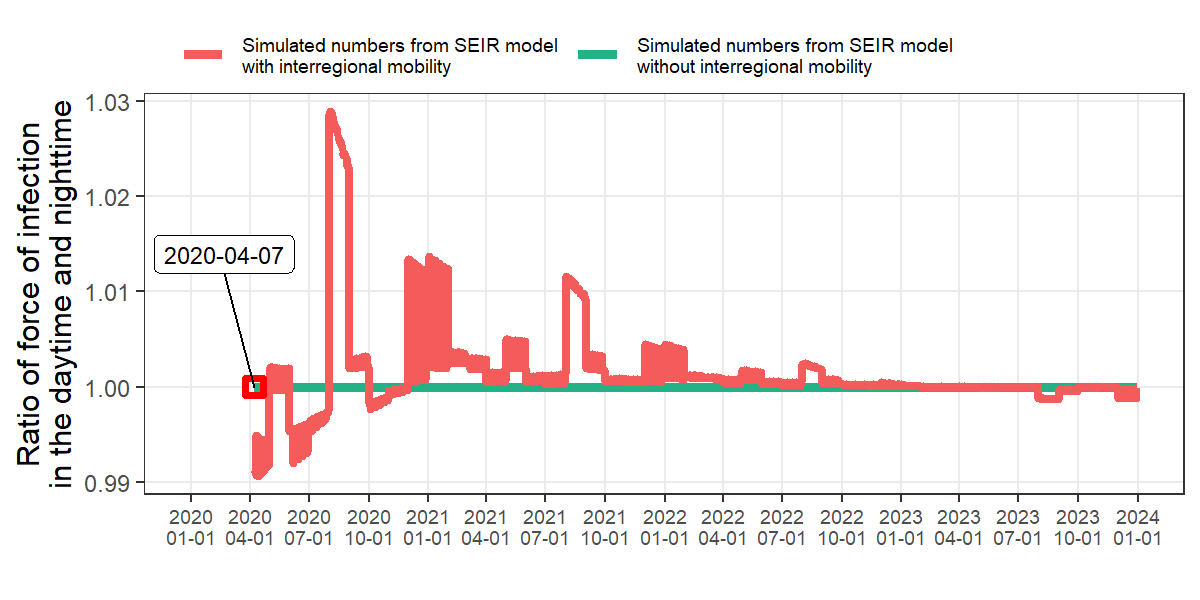 Simulated numbers from SEIR model
with interregional mobility
Simulated numbers from SEIR model
without interregional mobility
Ratio of force of infection
in the daytime and nighttime
1.03
1.02
1.01
1.00
0.99
2020-04-07
2020 2020 2020 2020 2021 2021 2021 2021 2022 2022 2022 2022 2023 2023 2023 2023 2024
01-01 04-01 07-01 10-01 01-01 04-01 07-01 10-01 01-01 04-01 07-01 10-01 01-01 04-01 07-01 10-01 01-01